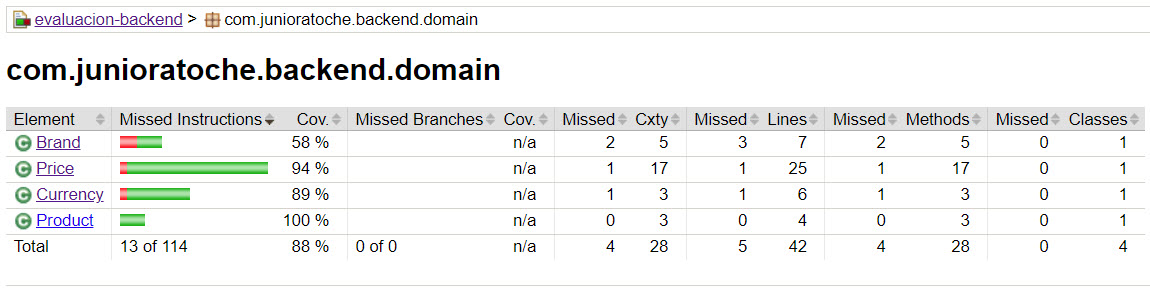 evaluacion-backend > com.junioratoche.backend.domain
com.junioratoche.backend.domain
Element Missed Instructions Cov. Missed Branches Cov. Missed Cxty Missed Lines Missed Methods Missed Classes
Brand 58 % n/a 2 5 3 7 2 5 0 1
Price 94 % n/a 1 17 1 25 1 17 0 1
Currency 89 % n/a 1 3 1 6 1 3 0 1
Product 100 % n/a 0 3 0 4 0 3 0 1
Total 13 of 114 88 % 0 of 0 n/a 4 28 5 42 4 28 0 4